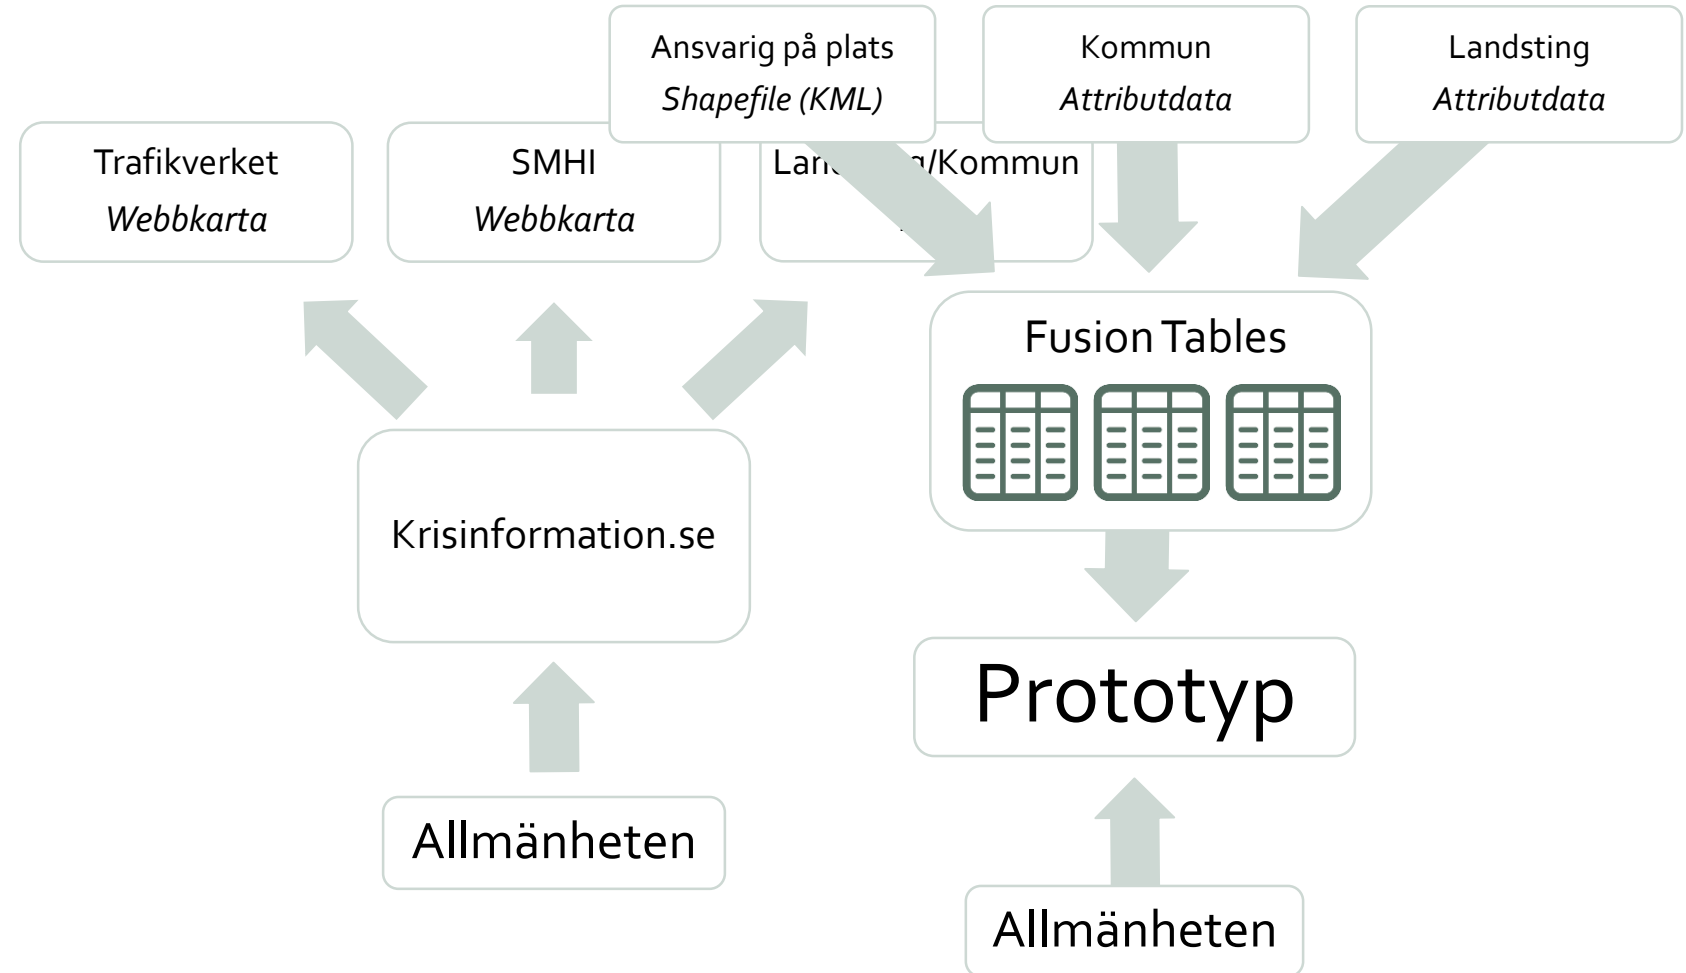 Ansvarig på plats
Shapefile (KML)
Kommun
Attributdata
Landsting
Attributdata
Trafikverket
Webbkarta
SMHI
Webbkarta
/Kommun
Fusion Tables
Krisinformation.se
Prototyp
Allmänheten
Allmänheten